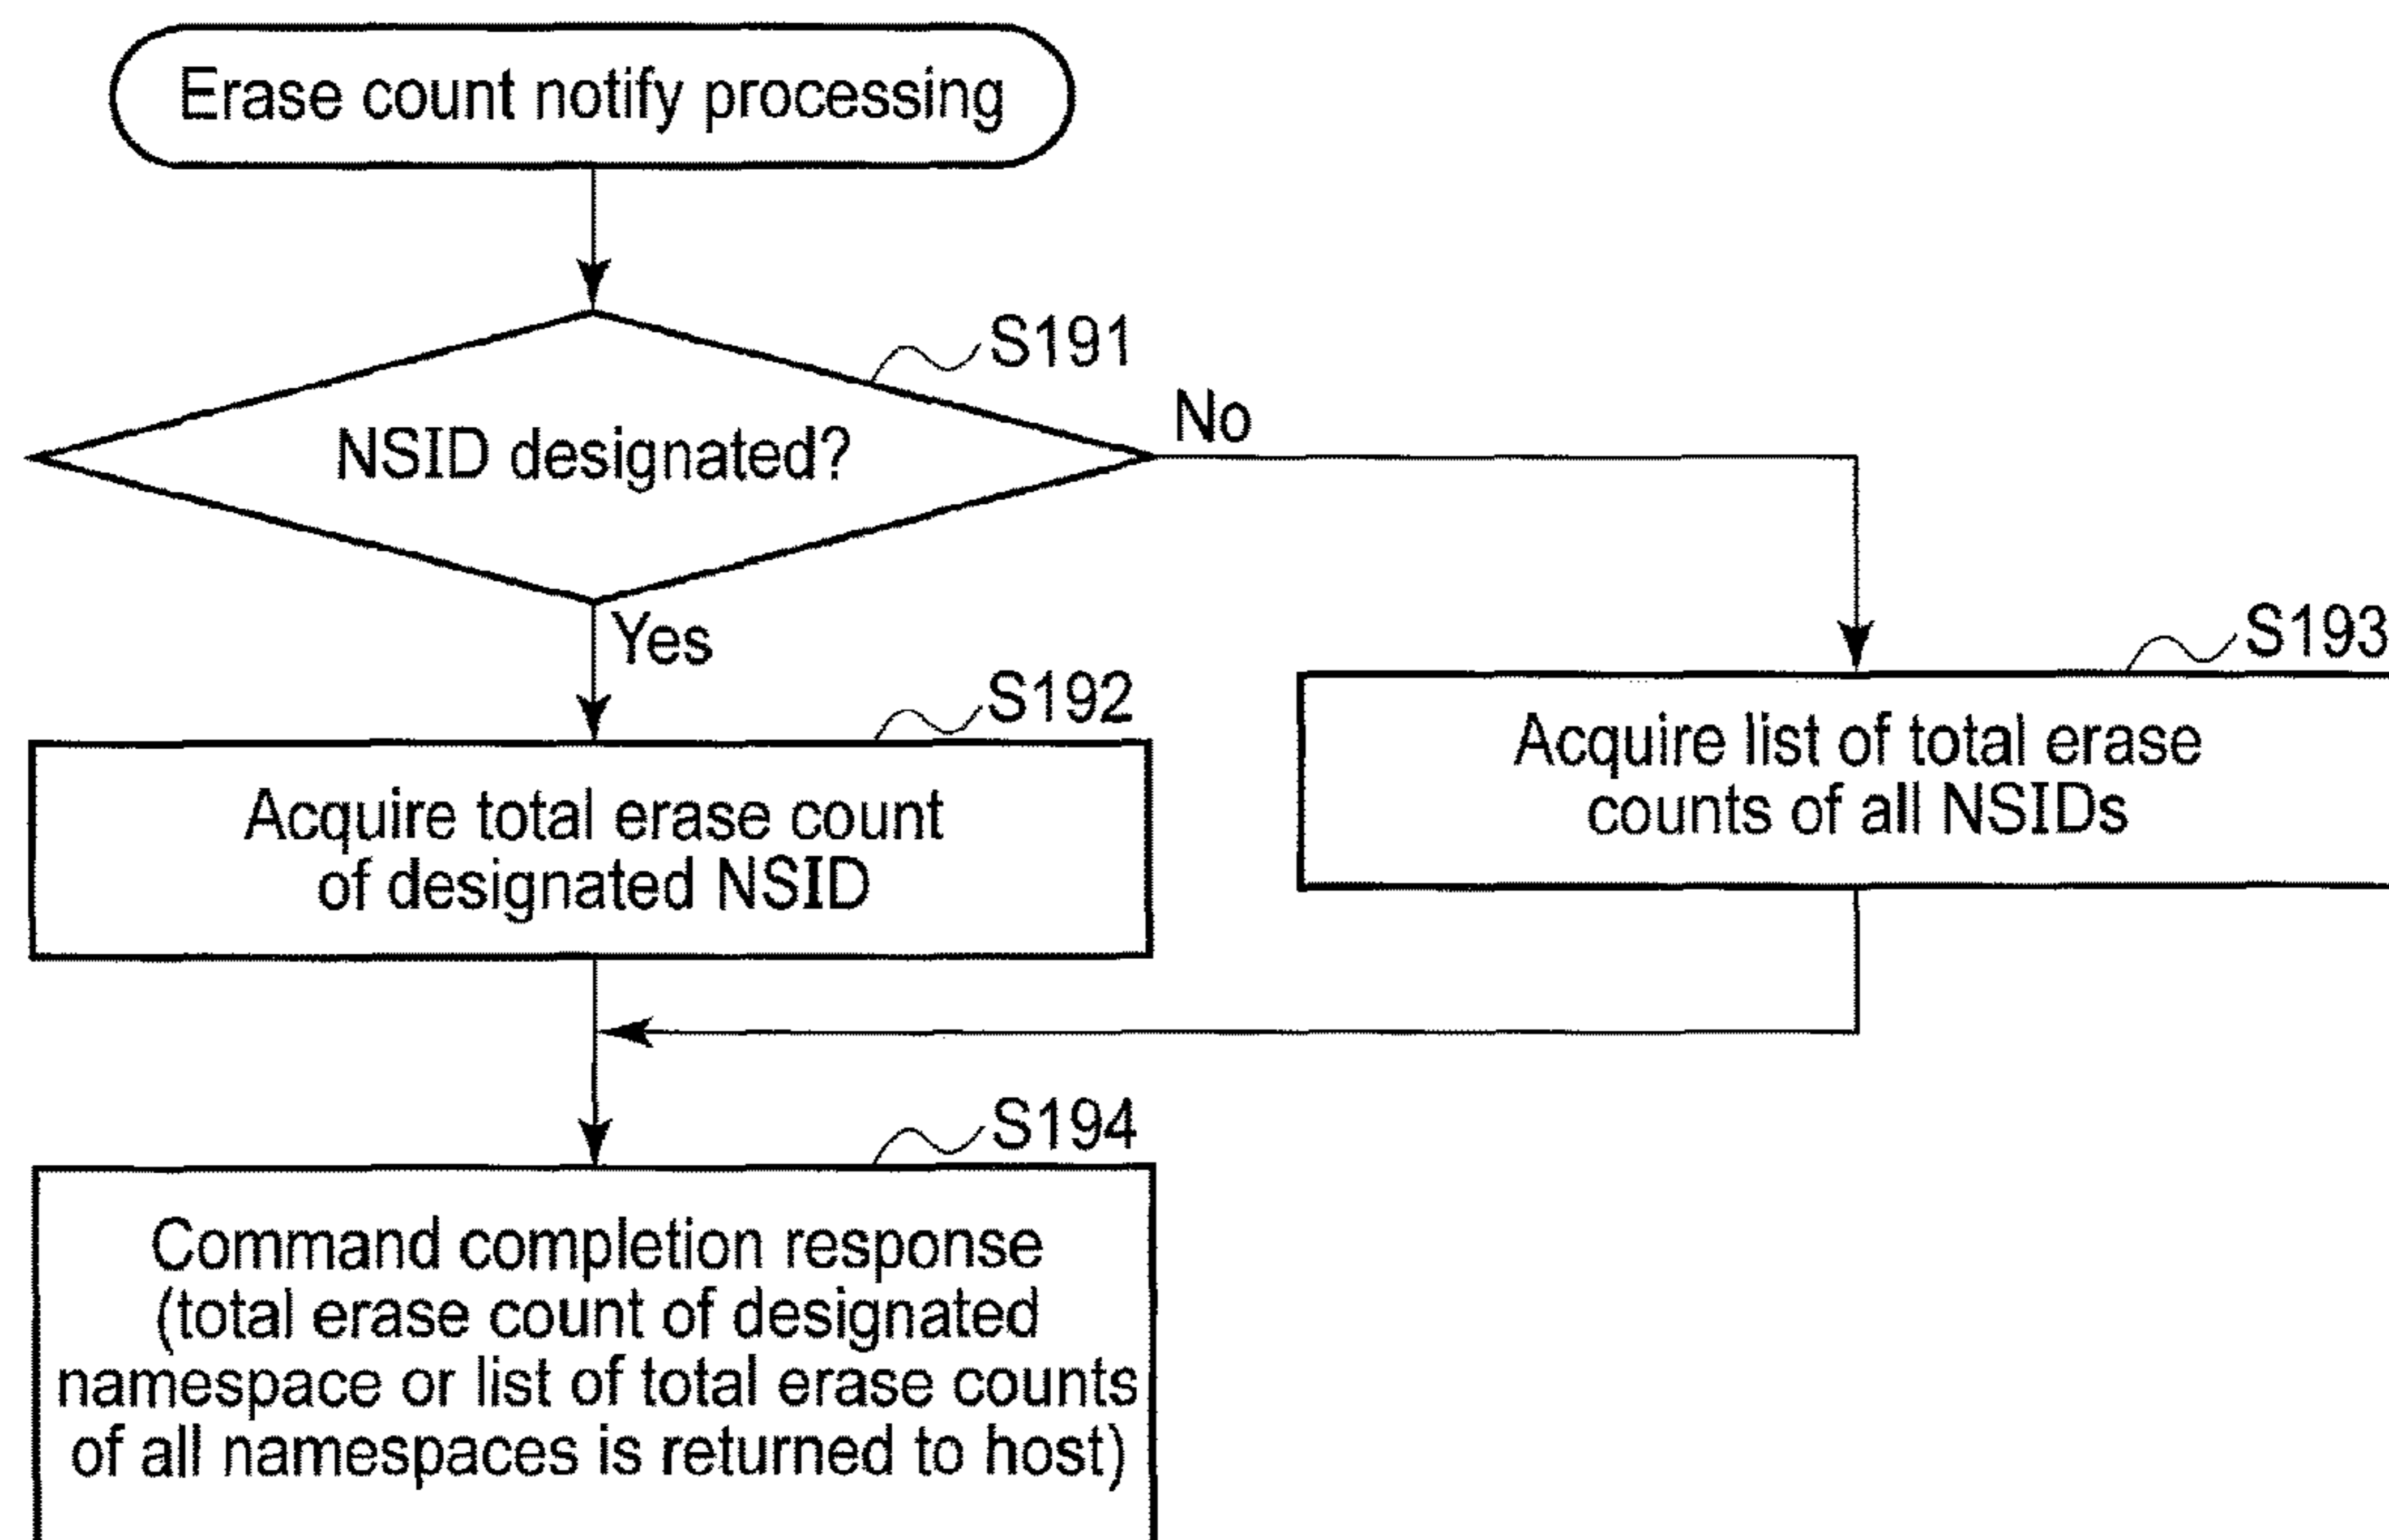 Erase count notify processing
S191
NSID designated?
No
Yes
S193
Acquire list of total erase
counts of all NSIDs
S192
Acquire total erase count
of designated NSID
S194
Command completion response
(total erase count of designated
namespace or list of total erase counts
of all namespaces is returned to host)